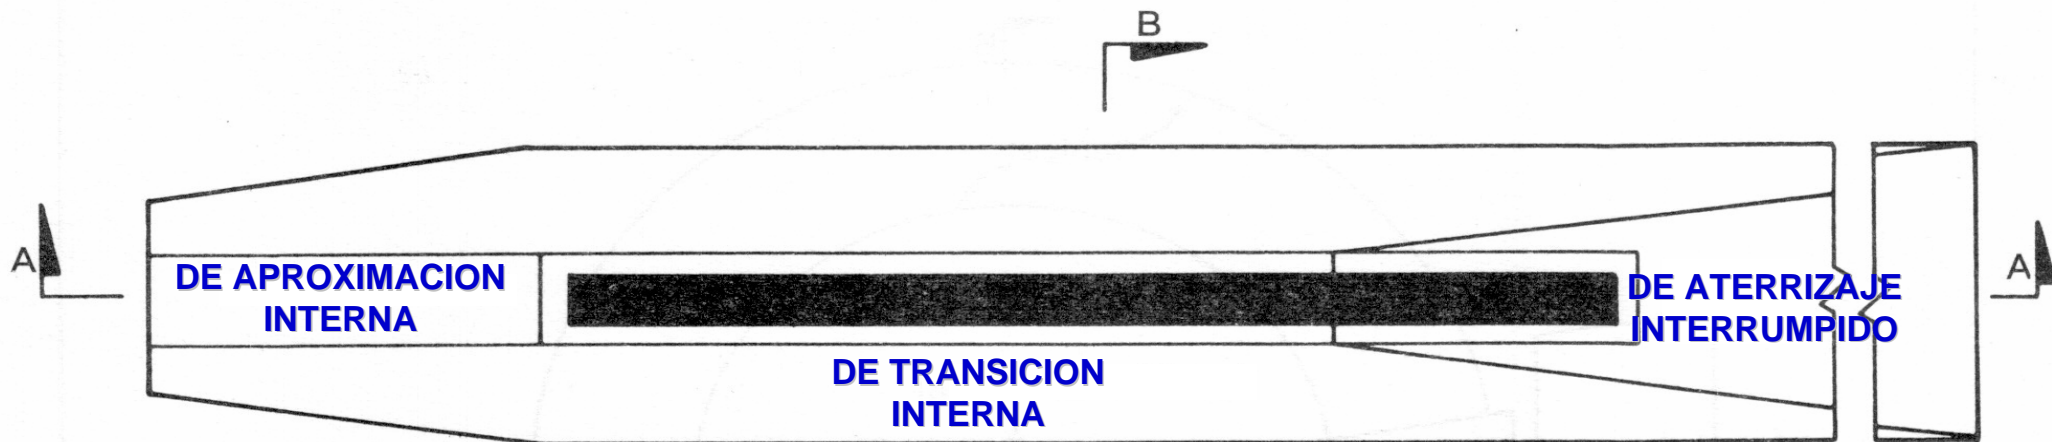 B
A
A
DE APROXIMACION
INTERNA
DE ATERRIZAJE
INTERRUMPIDO
DE TRANSICION
INTERNA